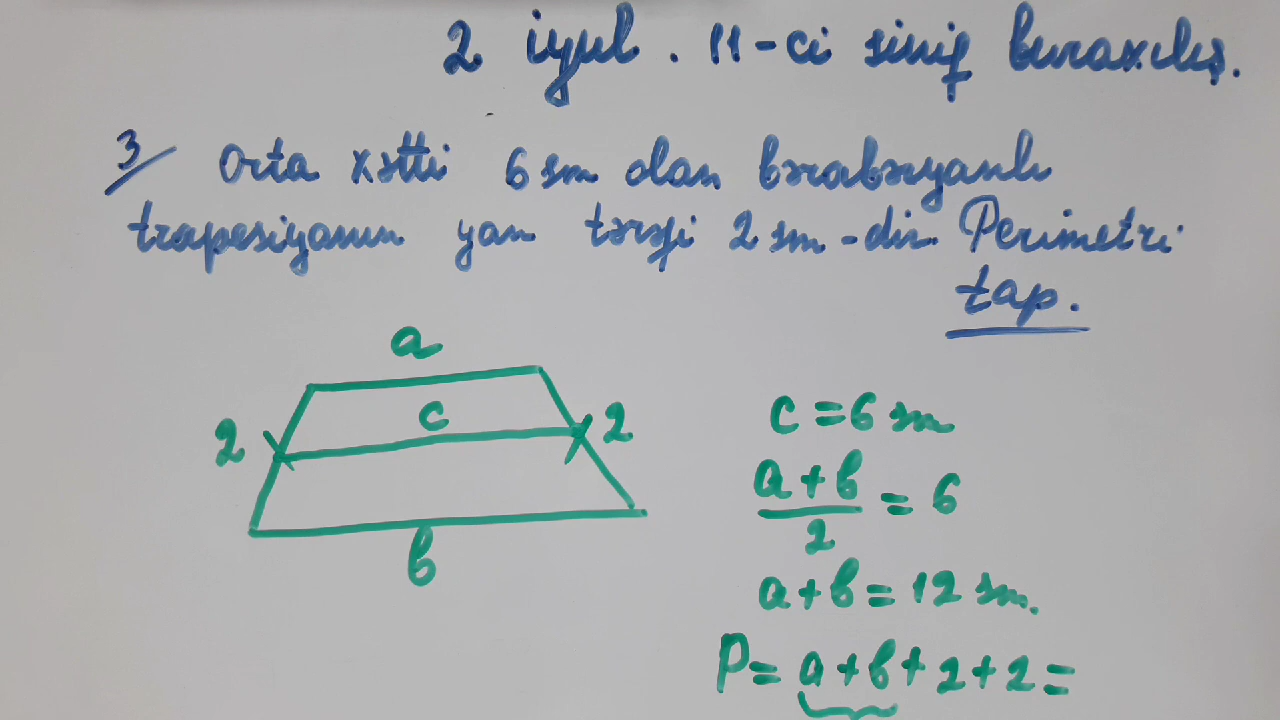 2 iyul. 11-ci sinif buraxılış.
3/ Orta xətti 6 sm olan bərabəryanlı
trapesiyanın yan tərəfi 2 sm-dir. Perimetri
tap.
a
c
2
2
b
c = 6 sm
a+b/2 = 6
a+b = 12 sm.
P = a+b+2+2=